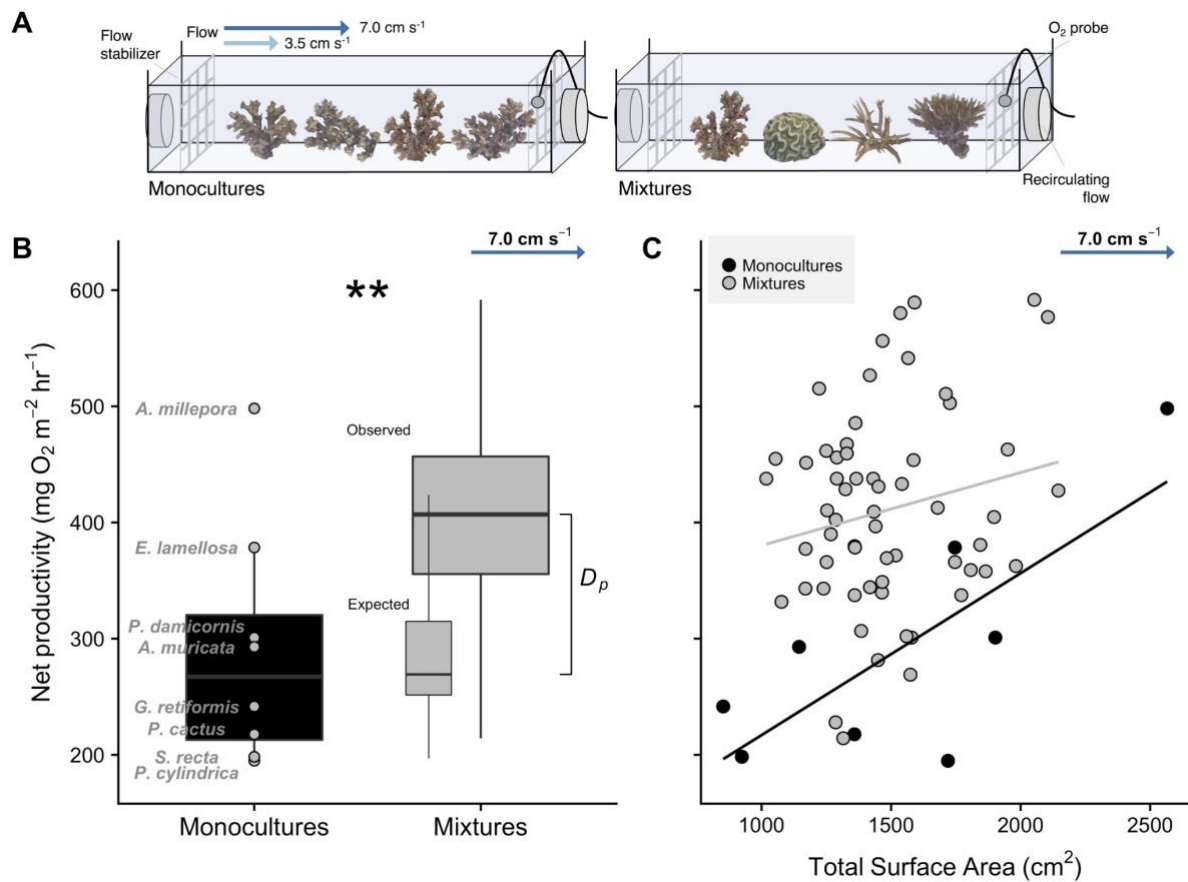 A
Flow
stabilizer
Flow
7.0 cm s⁻¹
3.5 cm s⁻¹
O₂ probe
Monocultures
Mixtures
Recirculating
flow
B
7.0 cm s⁻¹
**
Net productivity (mg O₂ m⁻² hr⁻¹)
600
500
400
300
200
A. millepora
E. lamellosa
P. damicornis
A. muricata
G. retiformis
P. cactus
S. recta
P. cylindrica
Observed
Expected
Dₚ
Monocultures
Mixtures
C
7.0 cm s⁻¹
Monocultures
Mixtures
1000 1500 2000 2500
Total Surface Area (cm²)